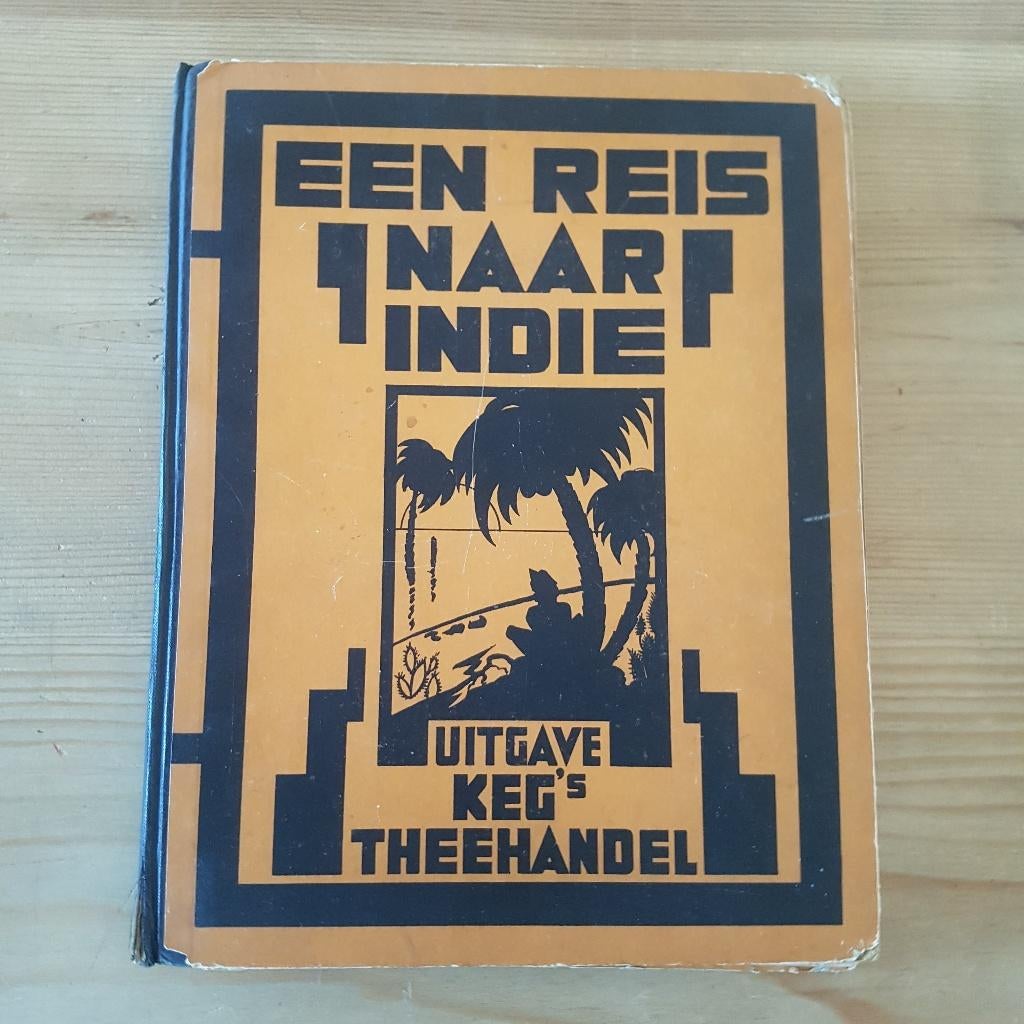 EEN REIS
NAAR
INDIE
UITGAVE
KEG'S
THEEHANDEL